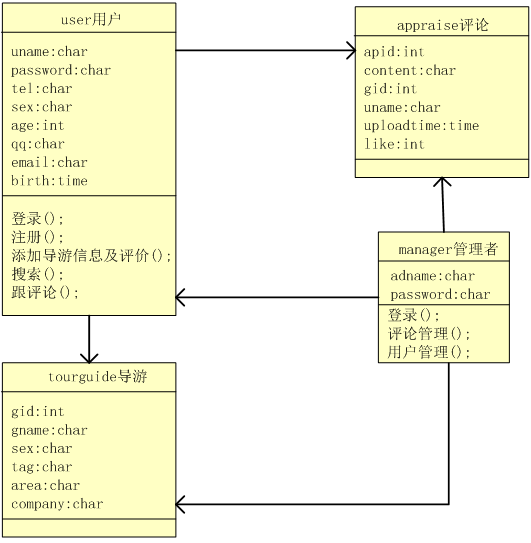 user用户
uname:char
password:char
tel:char
sex:char
age:int
qq:char
email:char
birth:time
登录();
注册();
添加导游信息及评价();
搜索();
跟评论();
appraise评论
apid:int
content:char
gid:int
uname:char
uploadtime:time
like:int
manager管理者
adname:char
password:char
登录();
评论管理();
用户管理();
tourguide导游
gid:int
gname:char
sex:char
tag:char
area:char
company:char